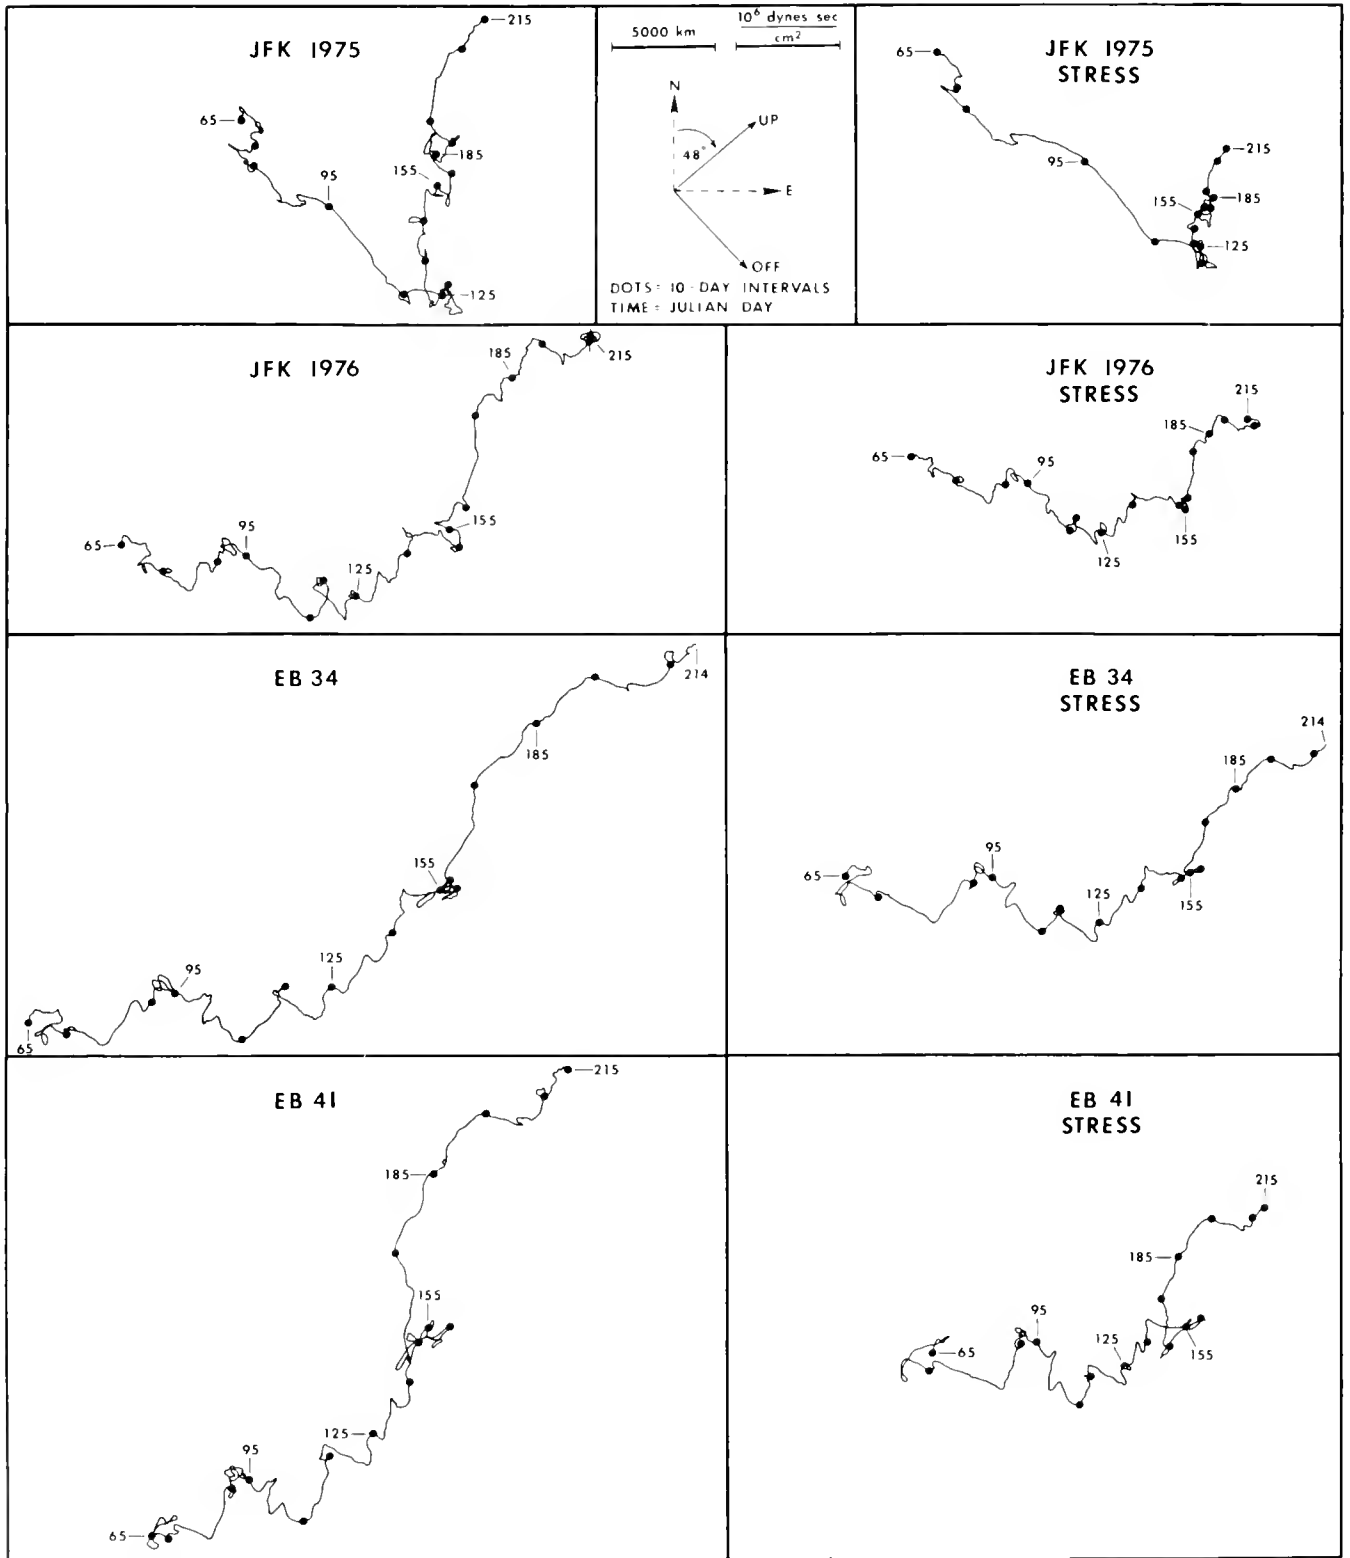 JFK 1975
65
95
125
155
185
215
5000 km
10⁶ dynes sec
cm²
N
UP
48°
E
OFF
DOTS = 10-DAY INTERVALS
TIME = JULIAN DAY
JFK 1975
STRESS
65
95
125
155
185
215
JFK 1976
65
95
125
155
185
215
JFK 1976
STRESS
65
95
125
155
185
215
EB 34
65
95
125
155
185
214
EB 34
STRESS
65
95
125
155
185
214
EB 41
65
95
125
155
185
215
EB 41
STRESS
65
95
125
155
185
215